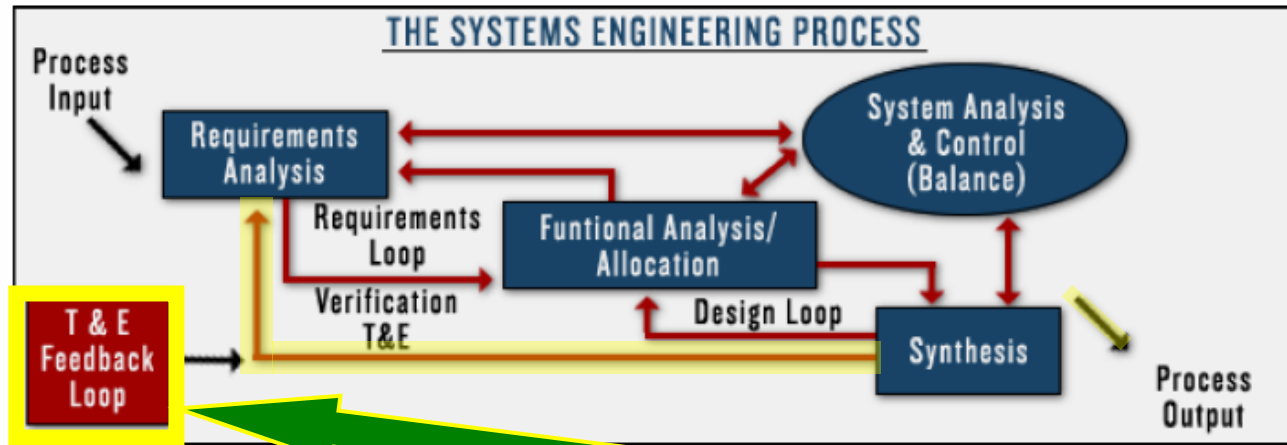 THE SYSTEMS ENGINEERING PROCESS
Process
Input
Requirements
Analysis
System Analysis
& Control
(Balance)
Requirements
Loop
Funtional Analysis/
Allocation
Verification
T&E
Design Loop
T & E
Feedback
Loop
Synthesis
Process
Output